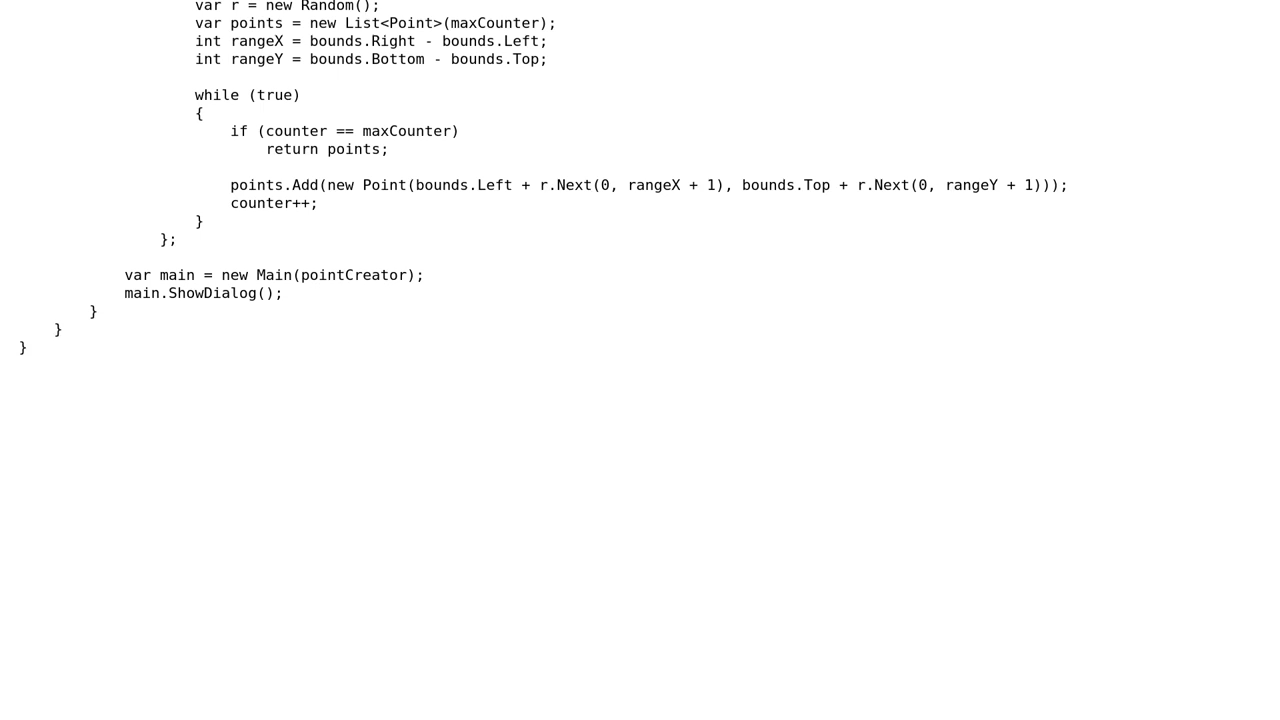 var r = new Random();
var points = new List<Point>(maxCounter);
int rangeX = bounds.Right - bounds.Left;
int rangeY = bounds.Bottom - bounds.Top;
while (true)
{
if (counter == maxCounter)
return points;
points.Add(new Point(bounds.Left + r.Next(0, rangeX + 1), bounds.Top + r.Next(0, rangeY + 1)));
counter++;
}
};
var main = new Main(pointCreator);
main.ShowDialog();
}
}
}